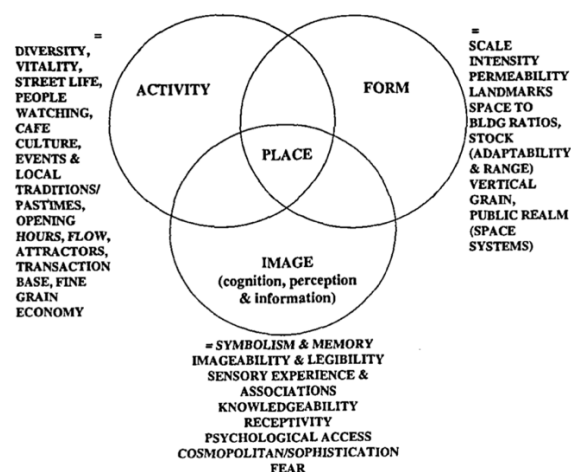 =
DIVERSITY,
VITALITY,
STREET LIFE,
PEOPLE
WATCHING,
CAFE
CULTURE,
EVENTS &
LOCAL
TRADITIONS/
PASTIMES,
OPENING
HOURS, FLOW,
ATTRACTORS,
TRANSACTION
BASE, FINE
GRAIN
ECONOMY
ACTIVITY
FORM
PLACE
IMAGE
(cognition, perception
& information)
=
SCALE
INTENSITY
PERMEABILITY
LANDMARKS
SPACE TO
BLDG RATIOS,
STOCK
(ADAPTABILITY
& RANGE)
VERTICAL
GRAIN,
PUBLIC REALM
(SPACE
SYSTEMS)
= SYMBOLISM & MEMORY
IMAGEABILITY & LEGIBILITY
SENSORY EXPERIENCE &
ASSOCIATIONS
KNOWLEDGEABILITY
RECEPTIVITY
PSYCHOLOGICAL ACCESS
COSMOPOLITAN/SOPHISTICATION
FEAR